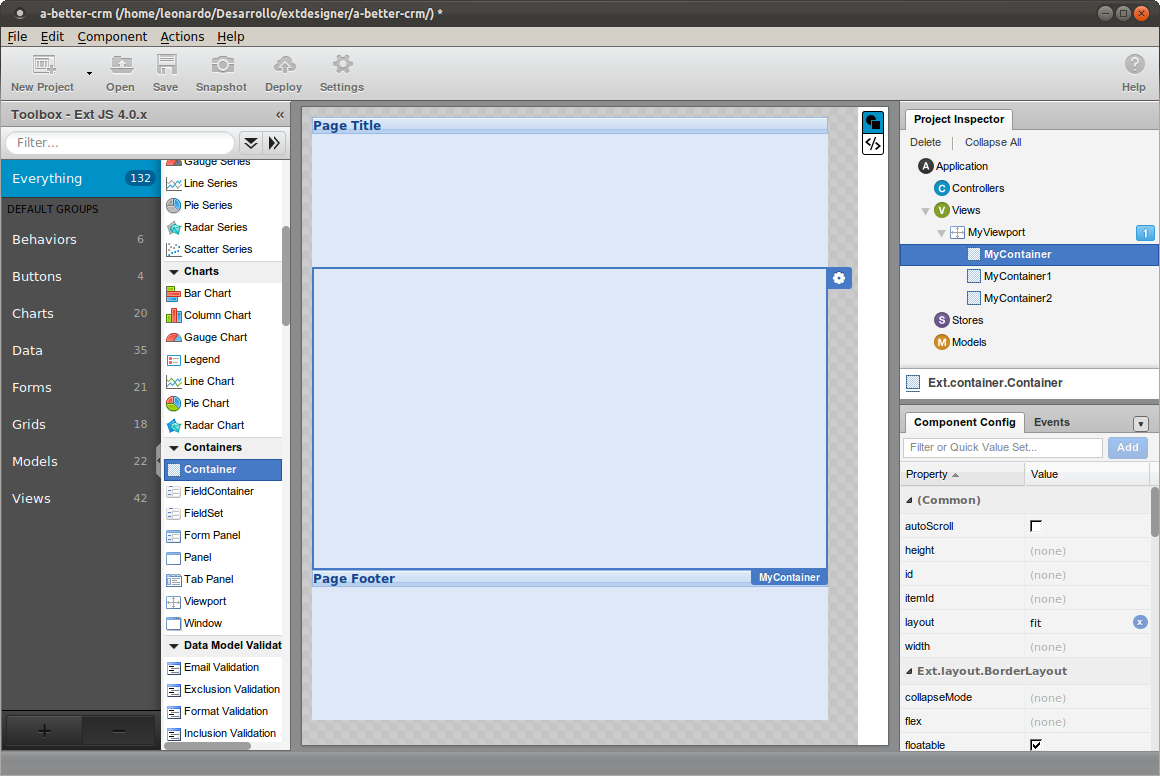 a-better-crm (/home/leonardo/Desarrollo/extdesigner/a-better-crm/) *
File Edit Component Actions Help
New Project Open Save Snapshot Deploy Settings Help
Toolbox - Ext JS 4.0.x «
Filter...
Everything 132
DEFAULT GROUPS
Behaviors 6
Buttons 4
Charts 20
Data 35
Forms 21
Grids 18
Models 22
Views 42
+ −
Gauge Series
Line Series
Pie Series
Radar Series
Scatter Series
Charts
Bar Chart
Column Chart
Gauge Chart
Legend
Line Chart
Pie Chart
Radar Chart
Containers
Container
FieldContainer
FieldSet
Form Panel
Panel
Tab Panel
Viewport
Window
Data Model Validat
Email Validation
Exclusion Validation
Format Validation
Inclusion Validation
Page Title
Page Footer
MyContainer
</>
Project Inspector
Delete Collapse All
A Application
C Controllers
V Views
MyViewport 1
MyContainer
MyContainer1
MyContainer2
S Stores
M Models
Ext.container.Container
Component Config Events
Filter or Quick Value Set... Add
Property Value
(Common)
autoScroll
height (none)
id (none)
itemId (none)
layout fit x
width (none)
Ext.layout.BorderLayout
collapseMode (none)
flex (none)
floatable